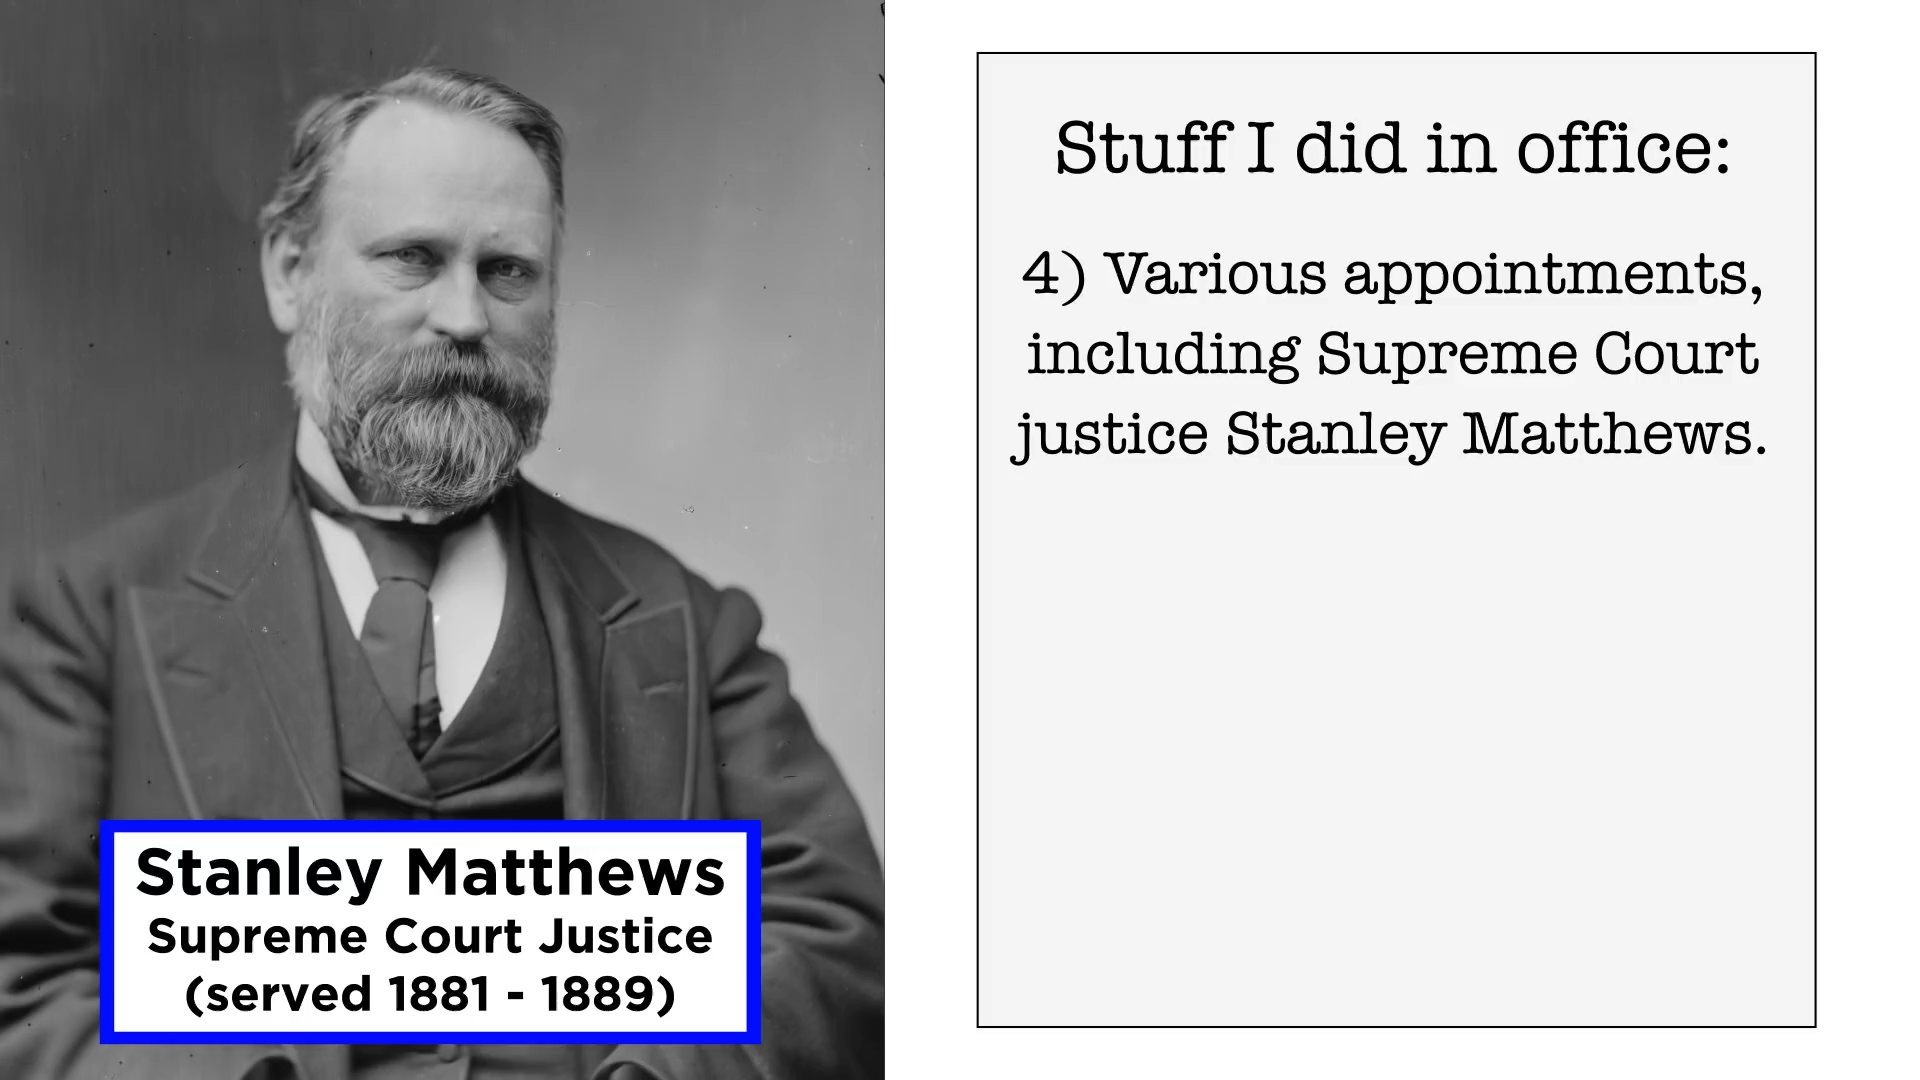 Stuff I did in office:
4) Various appointments,
including Supreme Court
justice Stanley Matthews.
Stanley Matthews
Supreme Court Justice
(served 1881 - 1889)